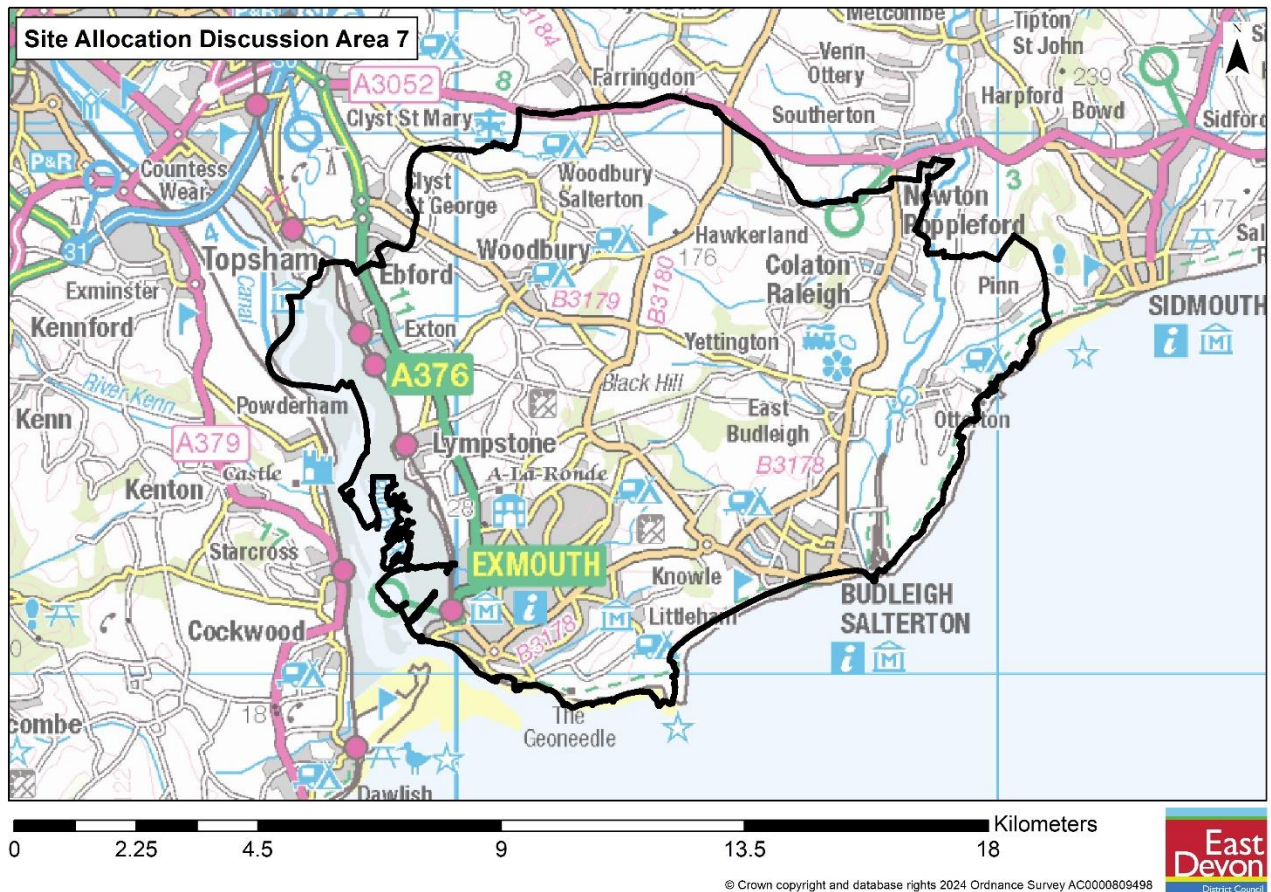 Site Allocation Discussion Area 7
N
Metcombe
Tipton
St John
3184
30
A3052
8
Farringdon
Venn
Ottery
239
Harpford
Bowd
Sidford
Clyst St Mary
Southerton
P&R
Countess
Wear
Woodbury
Salterton
Clyst
St George
Newton
Poppleford
3
177
4
31
Topsham
Canal
Ebford
Woodbury
Hawkerland
176
Colaton
Raleigh
Pinn
Exminster
11
B3179
B3180
SIDMOUTH
Kennford
Exton
Yettington
A376
River Kenn
Powderham
Black Hill
Kenn
East
Budleigh
Otterton
A379
Lympstone
Castle
A-La-Ronde
B3178
Kenton
28
17
Starcross
EXMOUTH
Knowle
Littleham
BUDLEIGH
SALTERTON
Cockwood
B3178
18
The
Geoneedle
combe
22
Dawlish
Kilometers
0 2.25 4.5 9 13.5 18
East
Devon
District Council
© Crown copyright and database rights 2024 Ordnance Survey AC0000809498